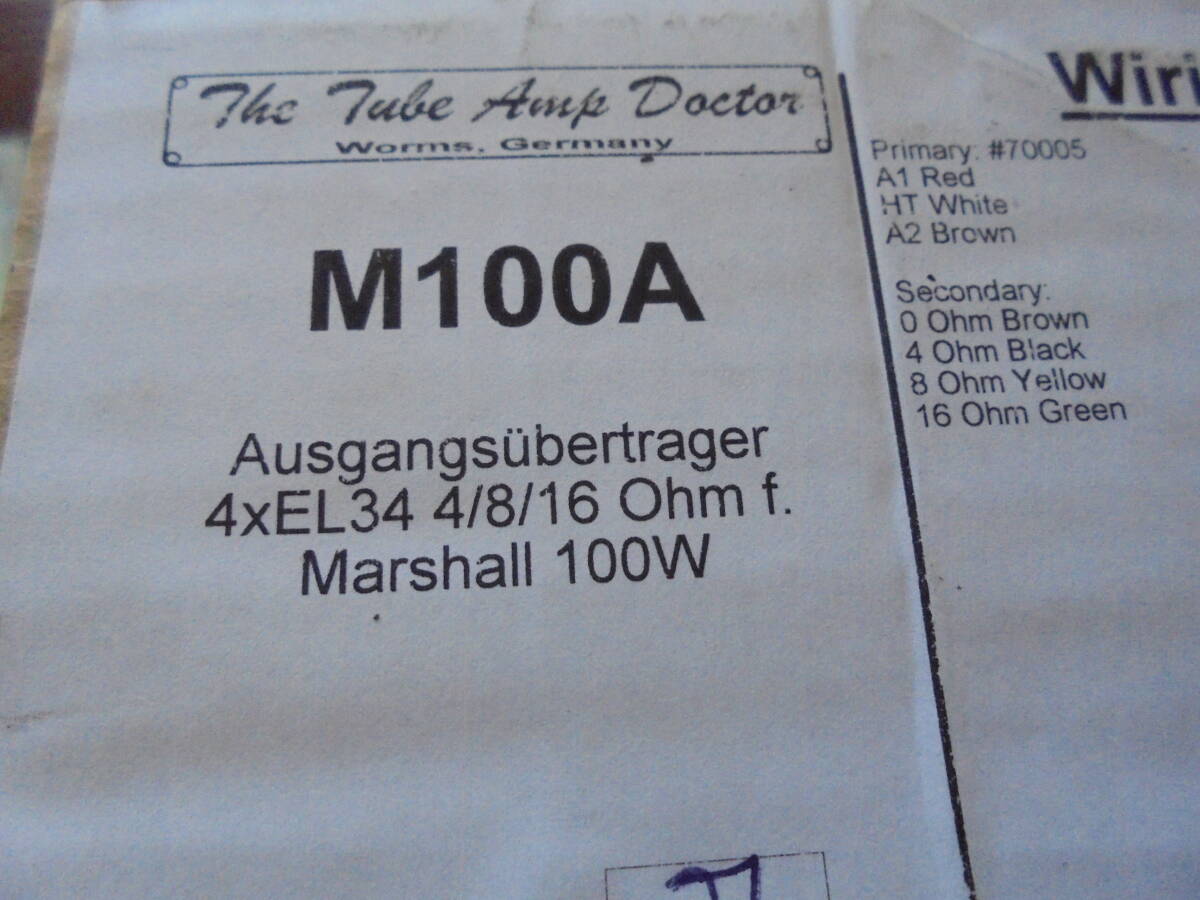 The Tube Amp Doctor
Worms, Germany
M100A
Ausgangsübertrager
4xEL34 4/8/16 Ohm f.
Marshall 100W
Wiri
Primary: #70005
A1 Red
HT White
A2 Brown
Secondary:
0 Ohm Brown
4 Ohm Black
8 Ohm Yellow
16 Ohm Green